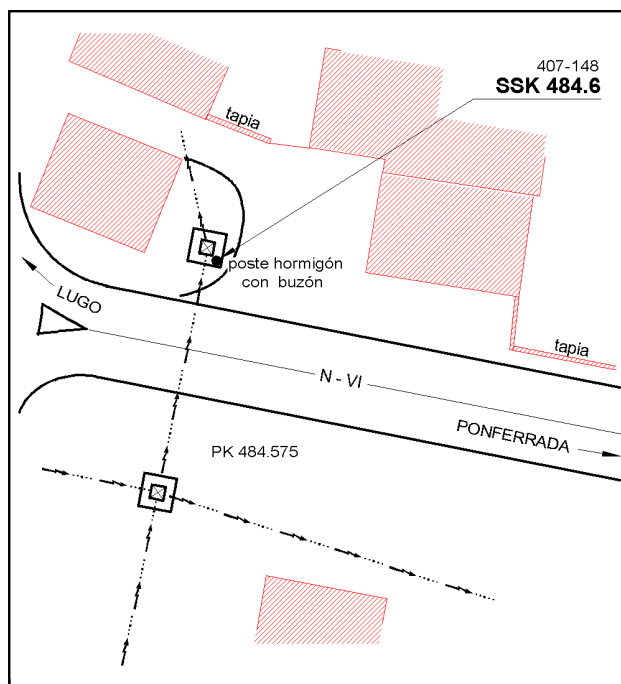 407-148
SSK 484.6
tapia
poste hormigón
con buzón
LUGO
tapia
N - VI
PONFERRADA
PK 484.575